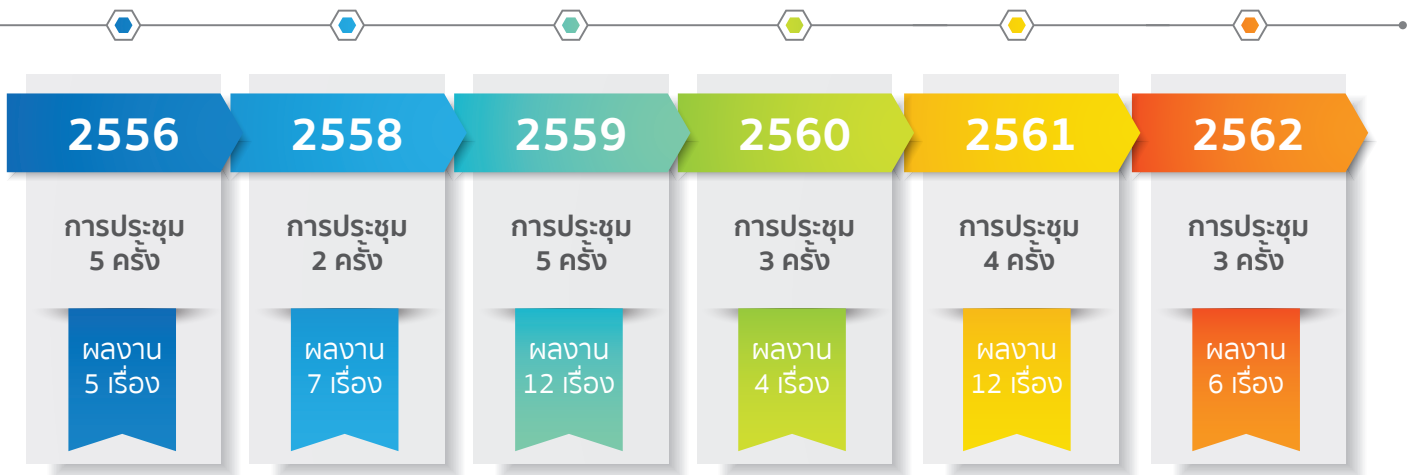 2556
การประชุม
5 ครั้ง
ผลงาน
5 เรื่อง
2558
การประชุม
2 ครั้ง
ผลงาน
7 เรื่อง
2559
การประชุม
5 ครั้ง
ผลงาน
12 เรื่อง
2560
การประชุม
3 ครั้ง
ผลงาน
4 เรื่อง
2561
การประชุม
4 ครั้ง
ผลงาน
12 เรื่อง
2562
การประชุม
3 ครั้ง
ผลงาน
6 เรื่อง